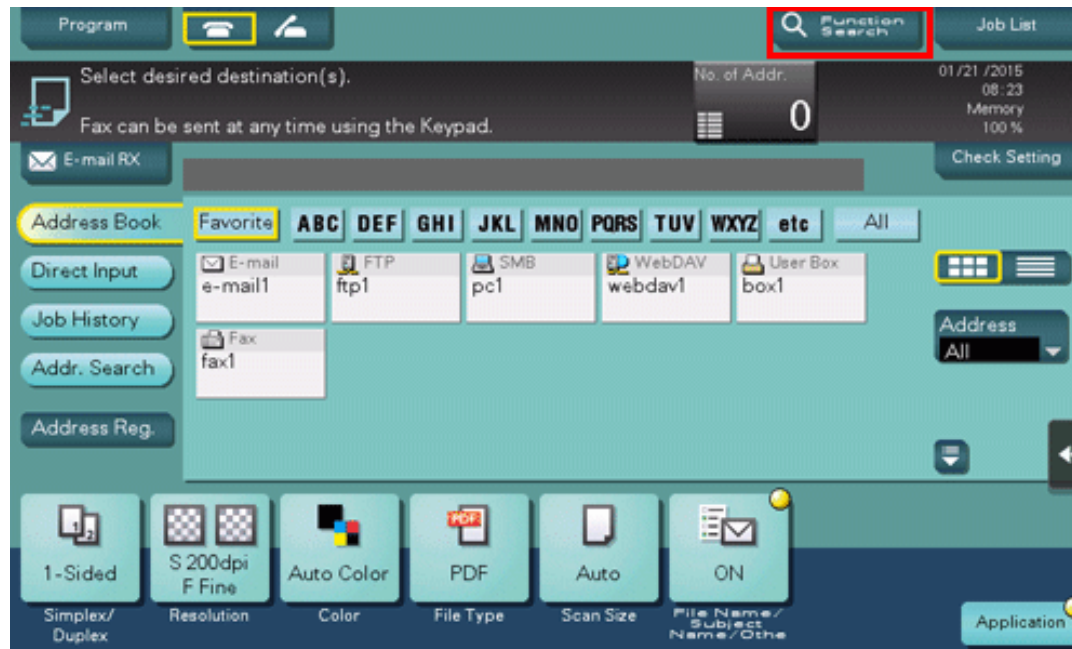 Program
Function
Search
Job List
Select desired destination(s).
Fax can be sent at any time using the Keypad.
No. of Addr.
0
01/21 /2015
08:23
Memory
100 %
E-mail RX
Check Setting
Address Book
Favorite ABC DEF GHI JKL MNO PQRS TUV WXYZ etc All
Direct Input
Job History
Addr. Search
Address Reg.
E-mail
e-mail1
FTP
ftp1
SMB
pc1
WebDAV
webdav1
User Box
box1
Fax
fax1
Address
All
1 2
1-Sided
Simplex/
Duplex
S 200dpi
F Fine
Resolution
Auto Color
Color
PDF
PDF
File Type
Auto
Scan Size
ON
File Name/
Subject
Name/Othe
Application